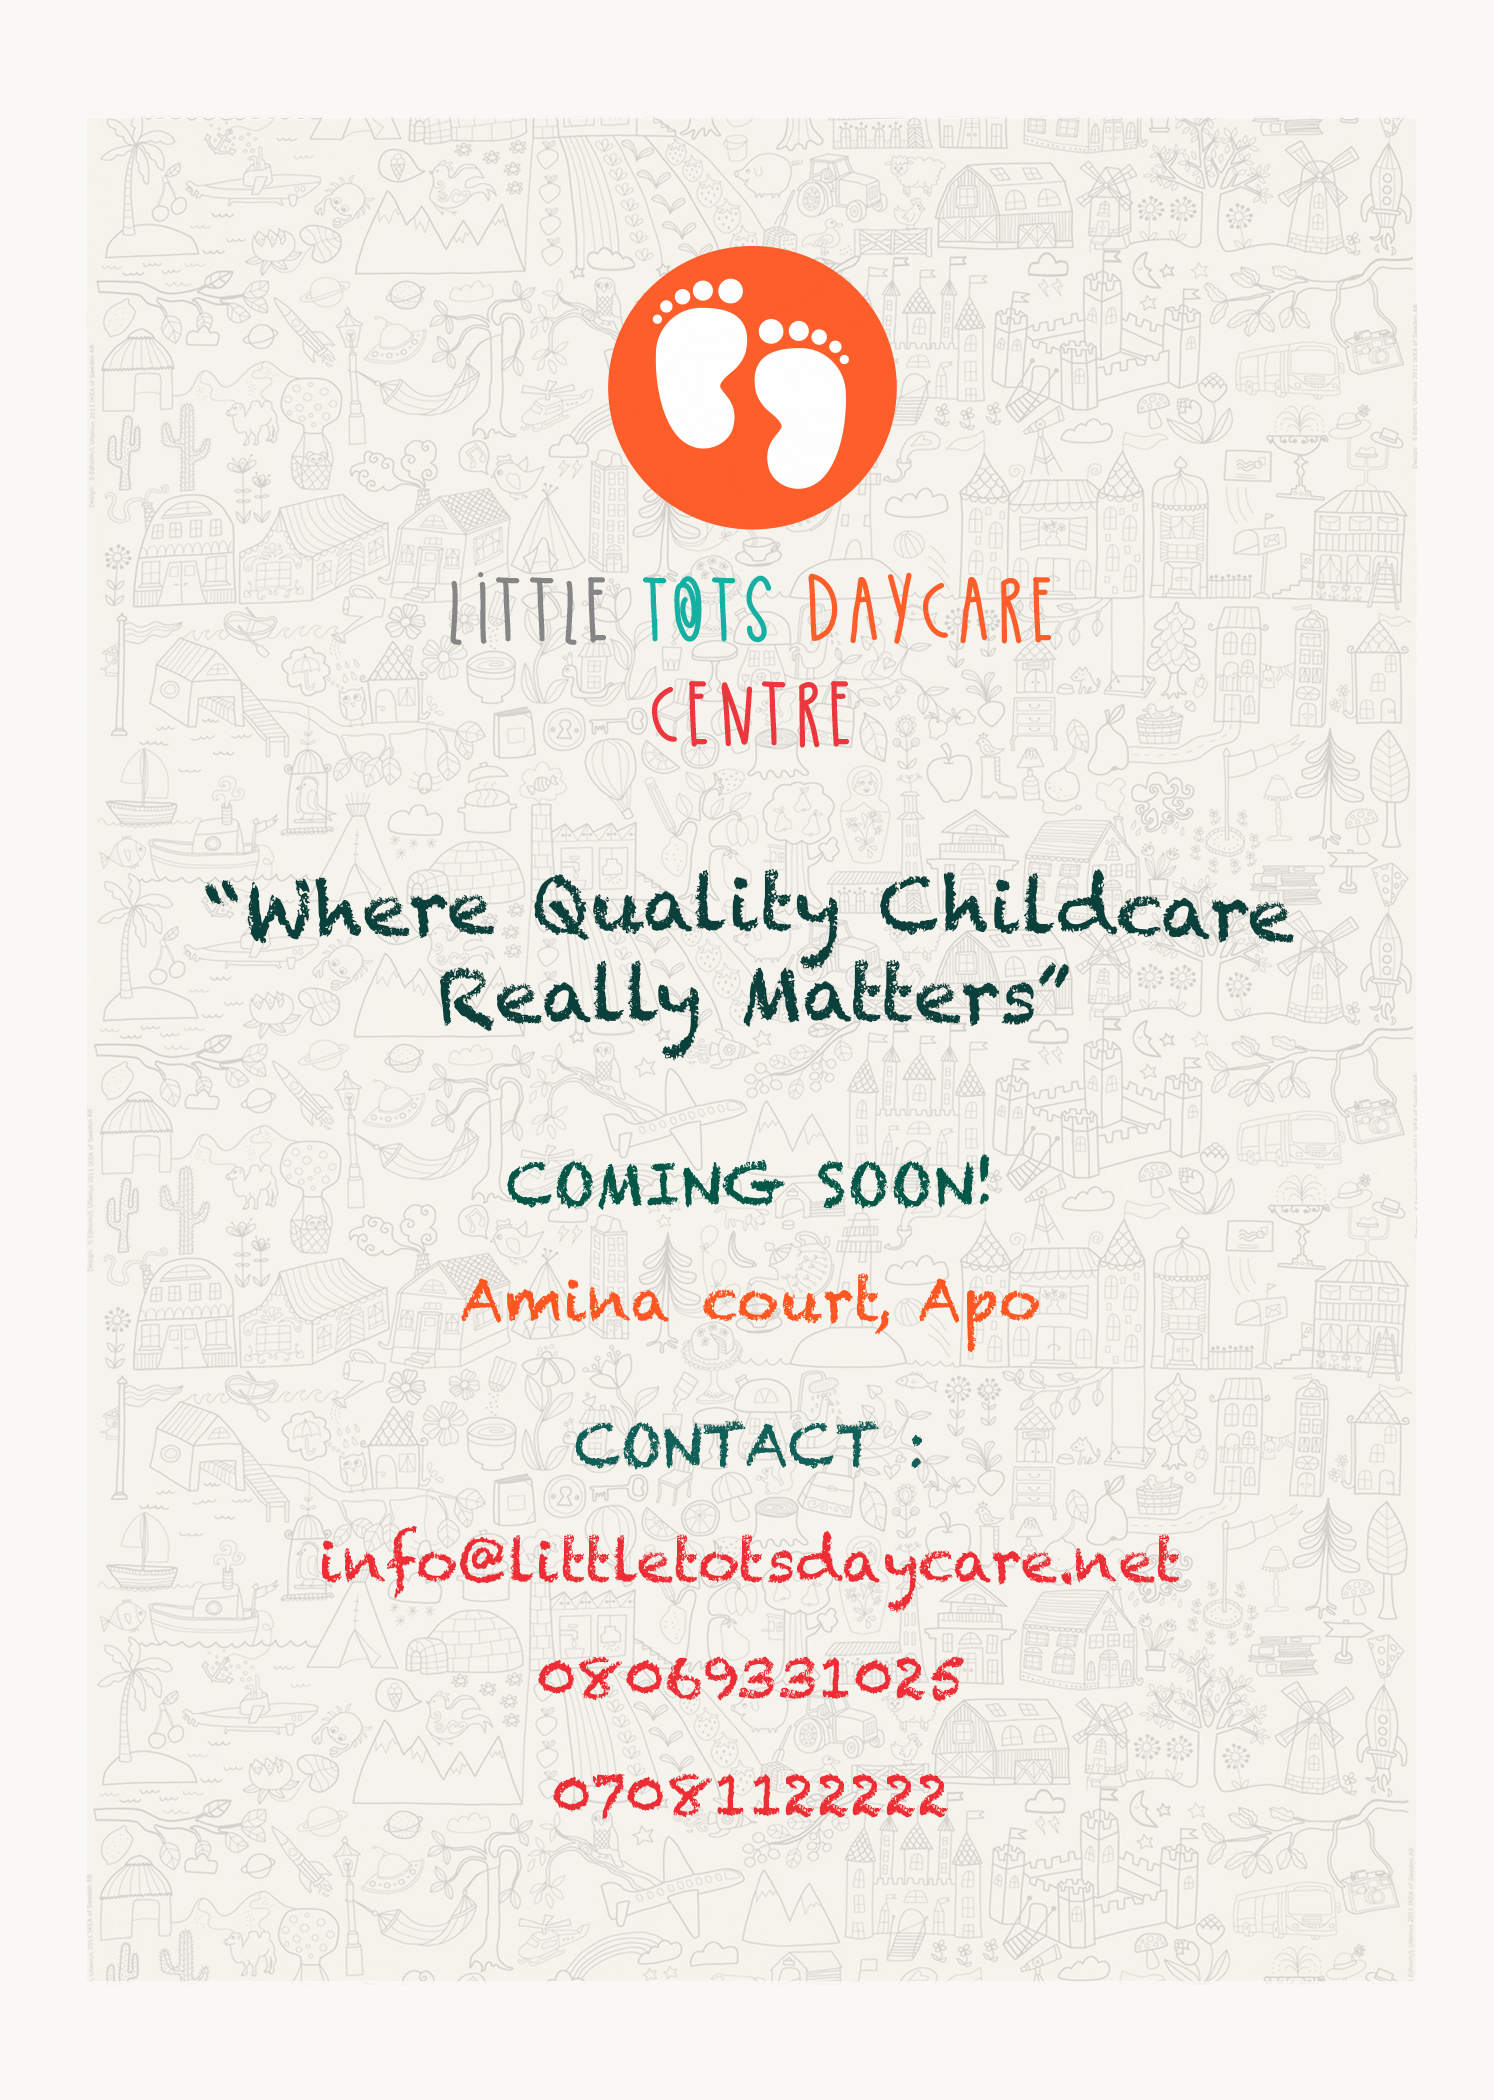 LiTTLE TOTS DAYCARE
CENTRE
“Where Quality Childcare
Really Matters”
COMING SOON!
Amina court, Apo
CONTACT :
info@littletotsdaycare.net
08069331025
07081122222